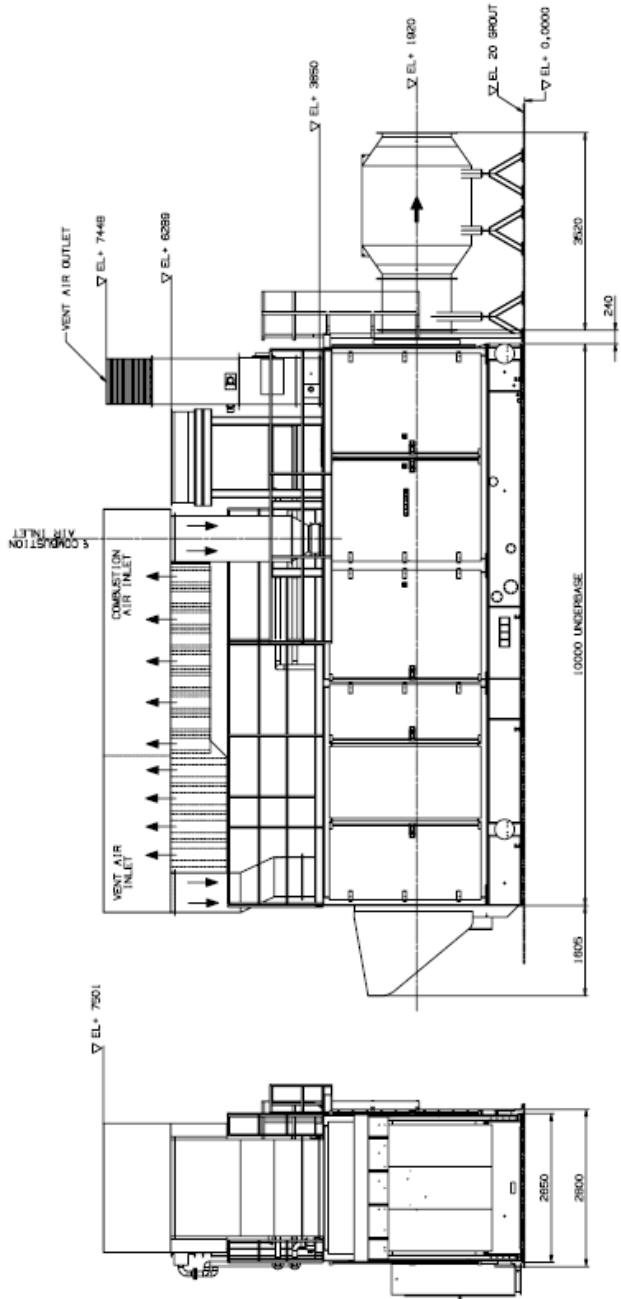 VENT AIR OUTLET
EL+ 7448
EL+ 6289
EL+ 3850
EL+ 1920
EL 20 GROUT
EL+ 0,0000
℄ COMBUSTION
AIR INLET
COMBUSTION
AIR INLET
VENT AIR
INLET
3520
240
10000 UNDERBASE
1605
EL+ 7501
2650
2800